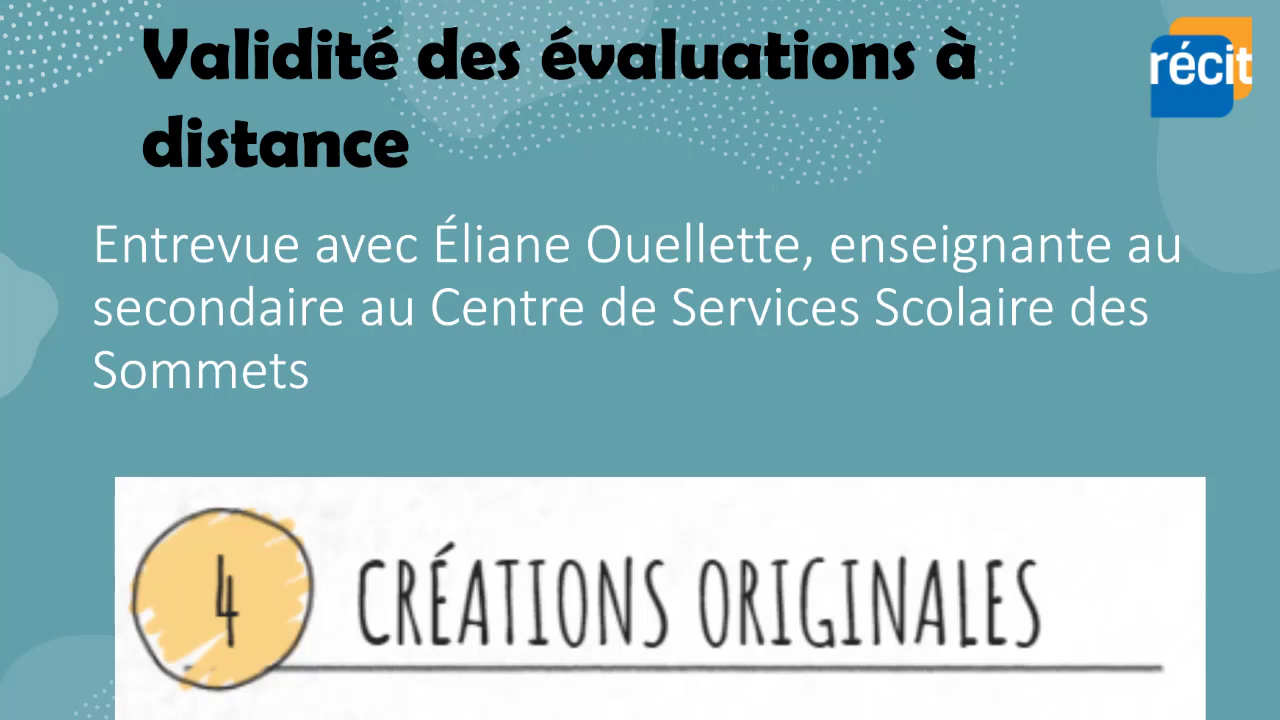 Validité des évaluations à
distance
récit
Entrevue avec Éliane Ouellette, enseignante au
secondaire au Centre de Services Scolaire des
Sommets
4 CRÉATIONS ORIGINALES